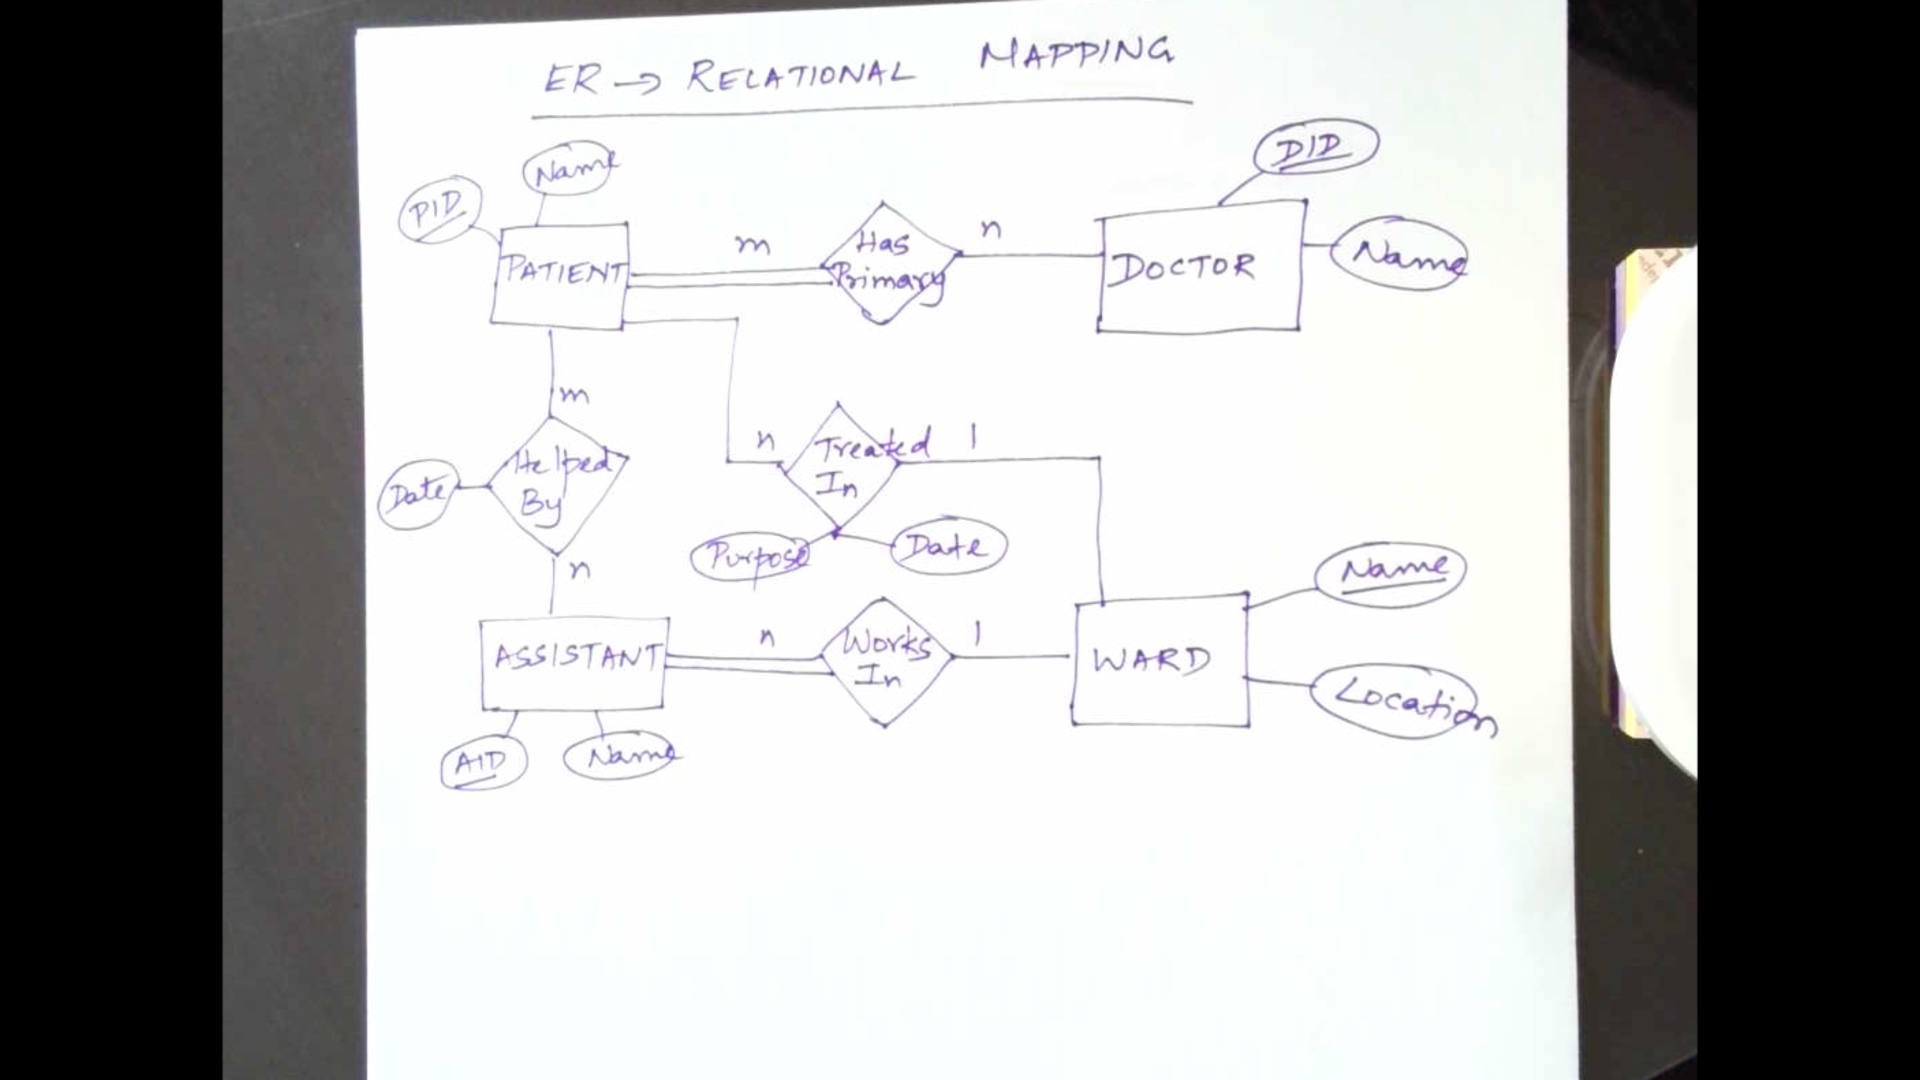 ER → RELATIONAL MAPPING
DID
Name
PID
m
Has
Primary
n
PATIENT
DOCTOR
Name
m
Helped
By
Date
n
n
Treated
In
1
Purpose
Date
Name
ASSISTANT
n
Works
In
1
WARD
Location
AID
Name